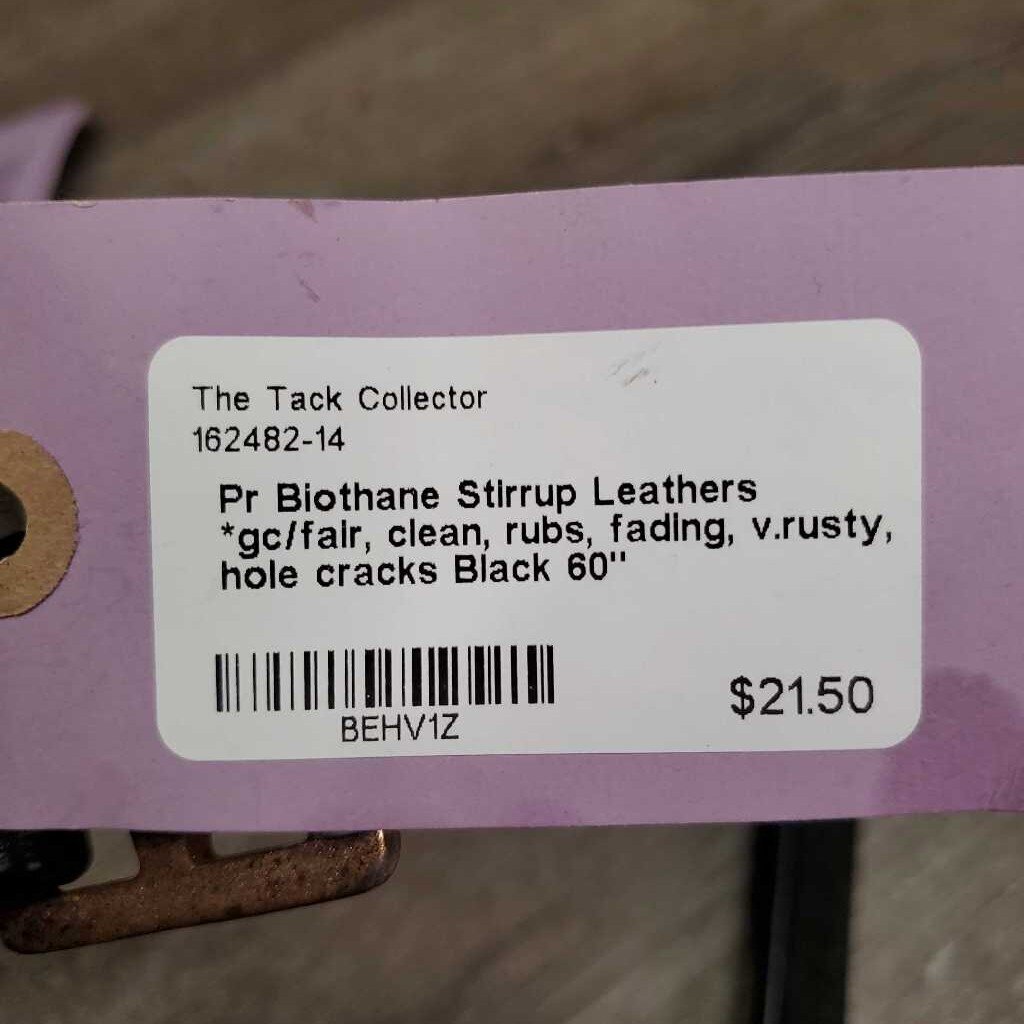 The Tack Collector
162482-14
Pr Biothane Stirrup Leathers
*gc/fair, clean, rubs, fading, v.rusty,
hole cracks Black 60"
BEHV1Z
$21.50